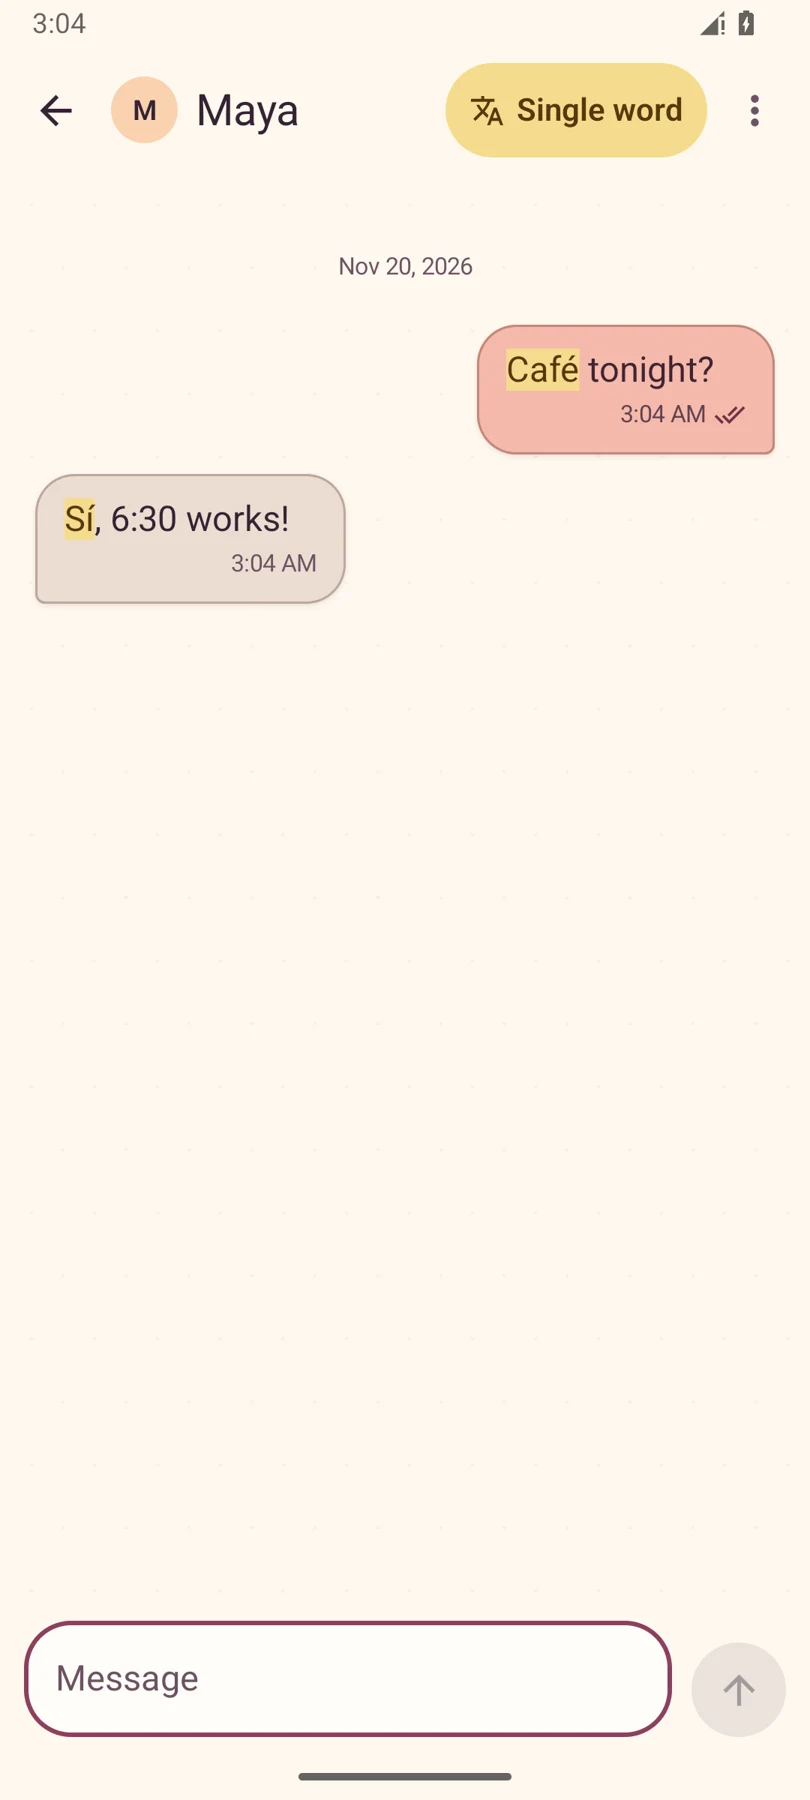 3:04
M Maya Single word
Nov 20, 2026
Café tonight?
3:04 AM
Sí, 6:30 works!
3:04 AM
Message